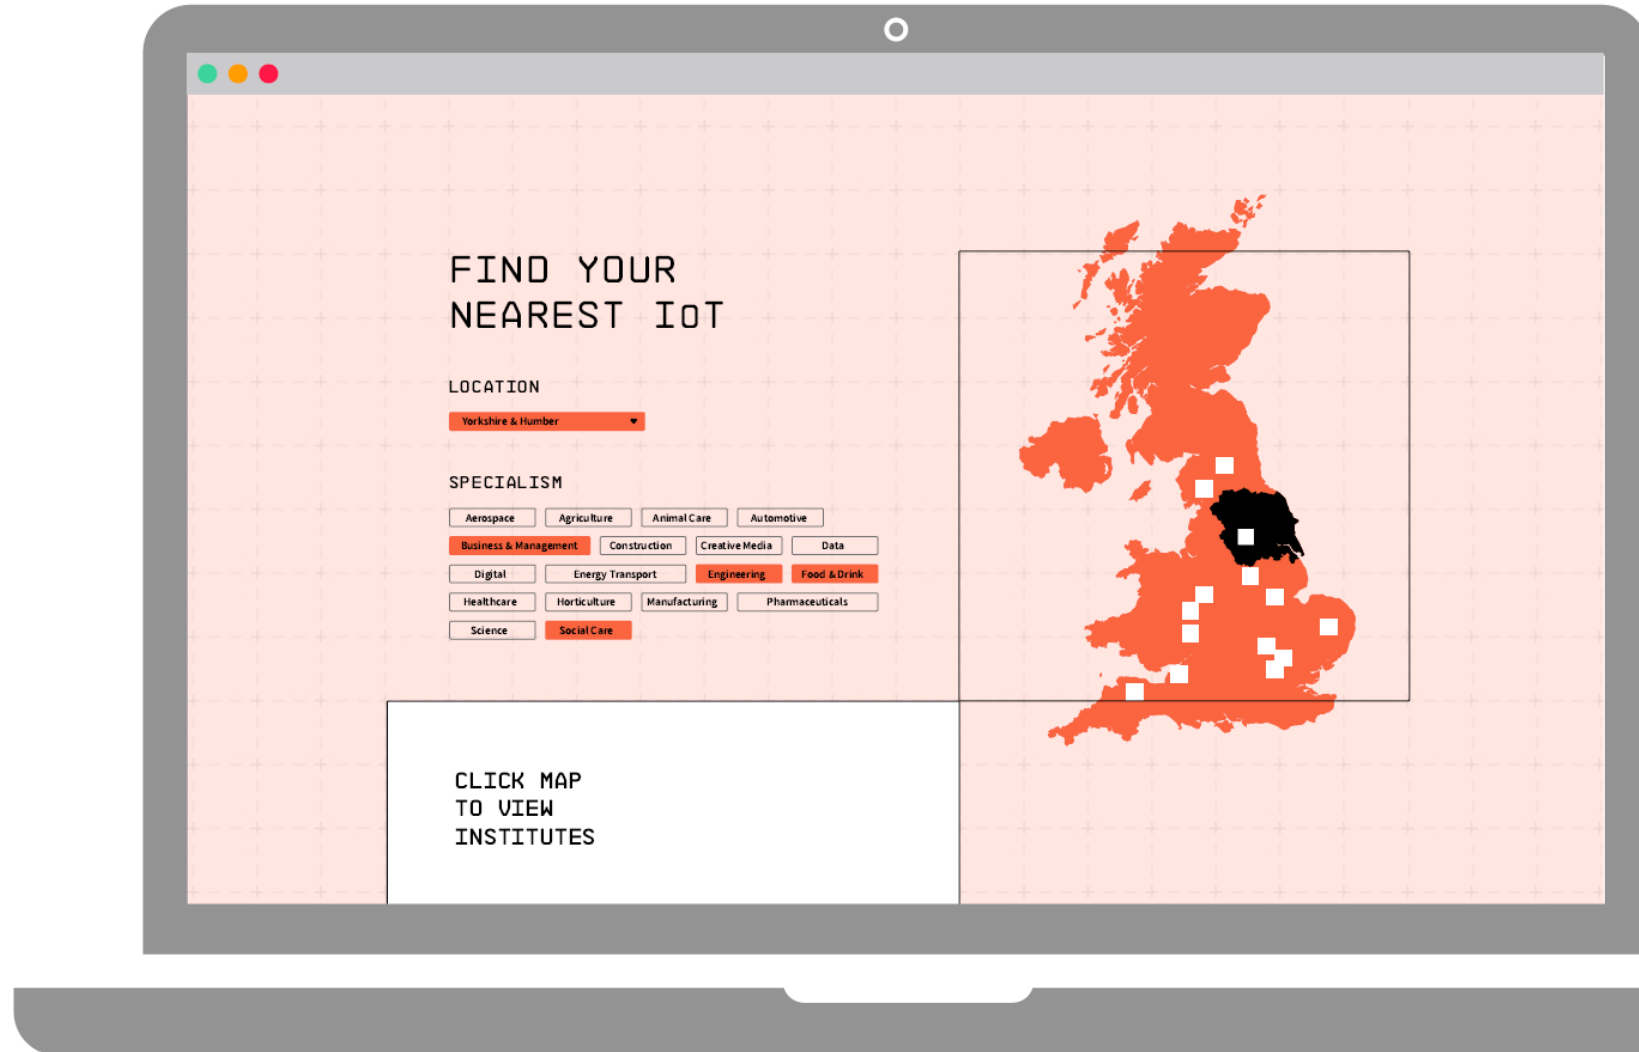 FIND YOUR
NEAREST IoT
LOCATION
Yorkshire & Humber
SPECIALISM
Aerospace Agriculture Animal Care Automotive
Business & Management Construction Creative Media Data
Digital Energy Transport Engineering Food & Drink
Healthcare Horticulture Manufacturing Pharmaceuticals
Science Social Care
CLICK MAP
TO VIEW
INSTITUTES